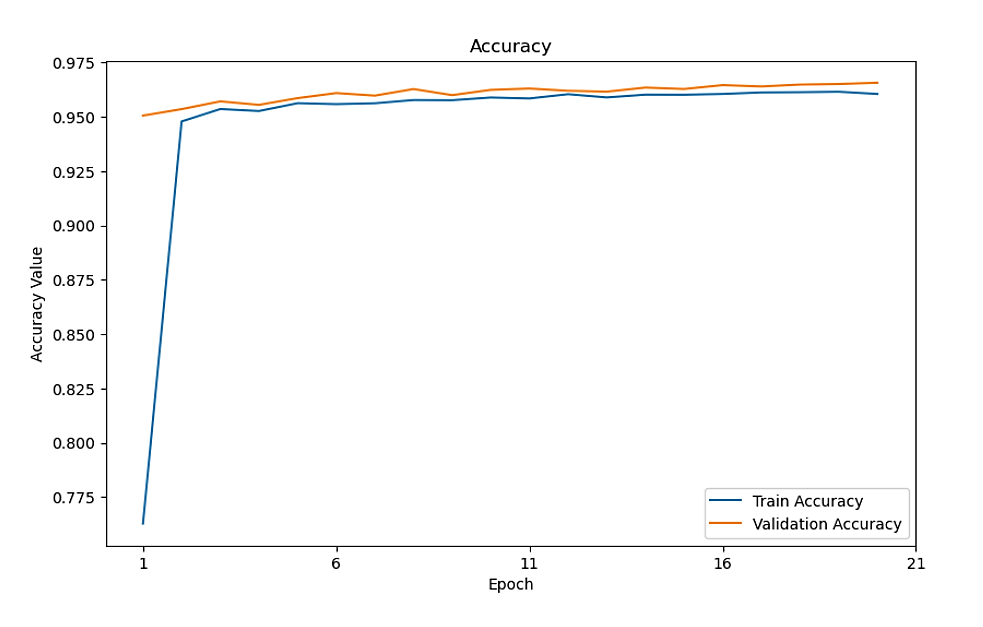 Accuracy
0.975
0.950
0.925
0.900
0.875
0.850
0.825
0.800
0.775
Accuracy Value
1 6 11 16 21
Epoch
Train Accuracy
Validation Accuracy